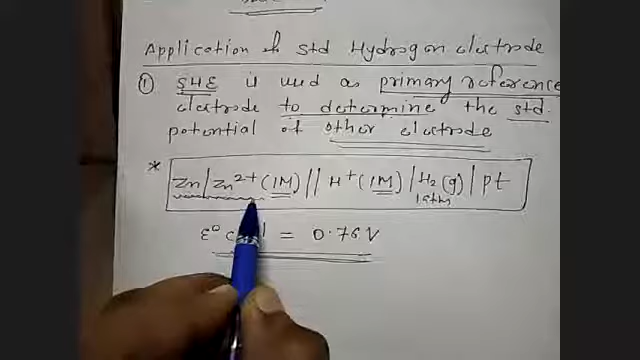 Application of std Hydrogen electrode
① SHE is used as primary reference
electrode to determine the std.
potential of other electrode
* Zn | Zn²⁺ (1M) || H⁺ (1M) | H₂ (g) | pt
1atm
= 0.76 V